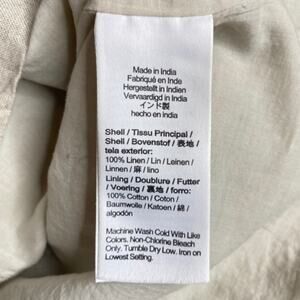 Made in India
Fabriqué en Inde
Hergestellt in Indien
Vervaardigd in India
インド製
hecho en India
Shell / Tissu Principal /
Shell / Bovenstof / 表地 /
tela exterior:
100% Linen / Lin / Leinen /
Linnen / 麻 / lino
Lining / Doublure / Futter
/ Voering / 裏地 / forro:
100% Cotton / Coton /
Baumwolle / Katoen / 綿 /
algodón
Machine Wash Cold With Like
Colors. Non-Chlorine Bleach
Only. Tumble Dry Low. Iron on
Lowest Setting.